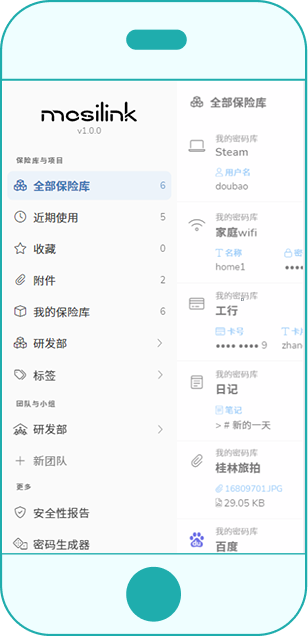 mosilink
v1.0.0
保险库与项目
全部保险库 6
近期使用 5
收藏 0
附件 2
我的保险库 6
研发部
标签
团队与小组
研发部
新团队
更多
安全性报告
密码生成器
全部保险库
我的密码库
Steam
用户名
doubao
我的密码库
家庭wifi
名称 密
home1 ••••
我的密码库
工行
卡号 卡
•••• •••• 9 zhan
我的密码库
日记
笔记
> # 新的一天
我的密码库
桂林旅拍
16809701.JPG
29.05 KB
我的密码库
百度